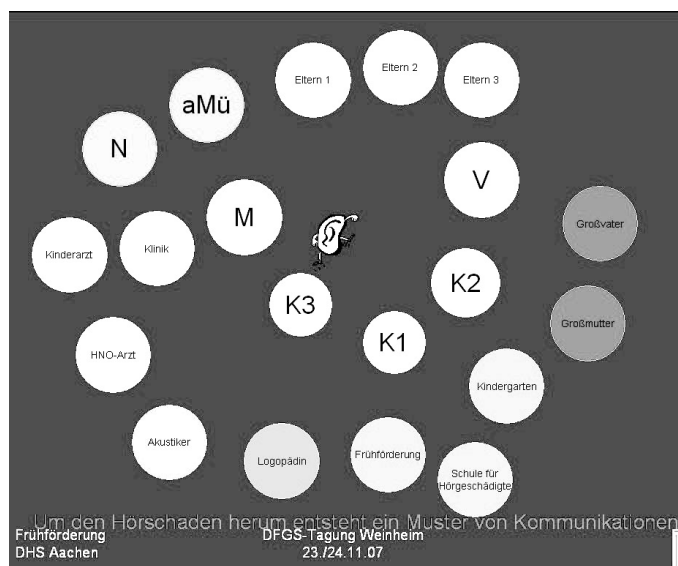 Eltern 1
Eltern 2
Eltern 3
aMü
N
V
M
Großvater
Kinderarzt
Klinik
K2
K3
Großmutter
K1
HNO-Arzt
Kindergarten
Akustiker
Logopädin
Frühförderung
Schule für
Hörgeschädigte
Um den Hörschaden herum entsteht ein Muster von Kommunikationen
Frühförderung
DHS Aachen
DFGS-Tagung Weinheim
23./24.11.07